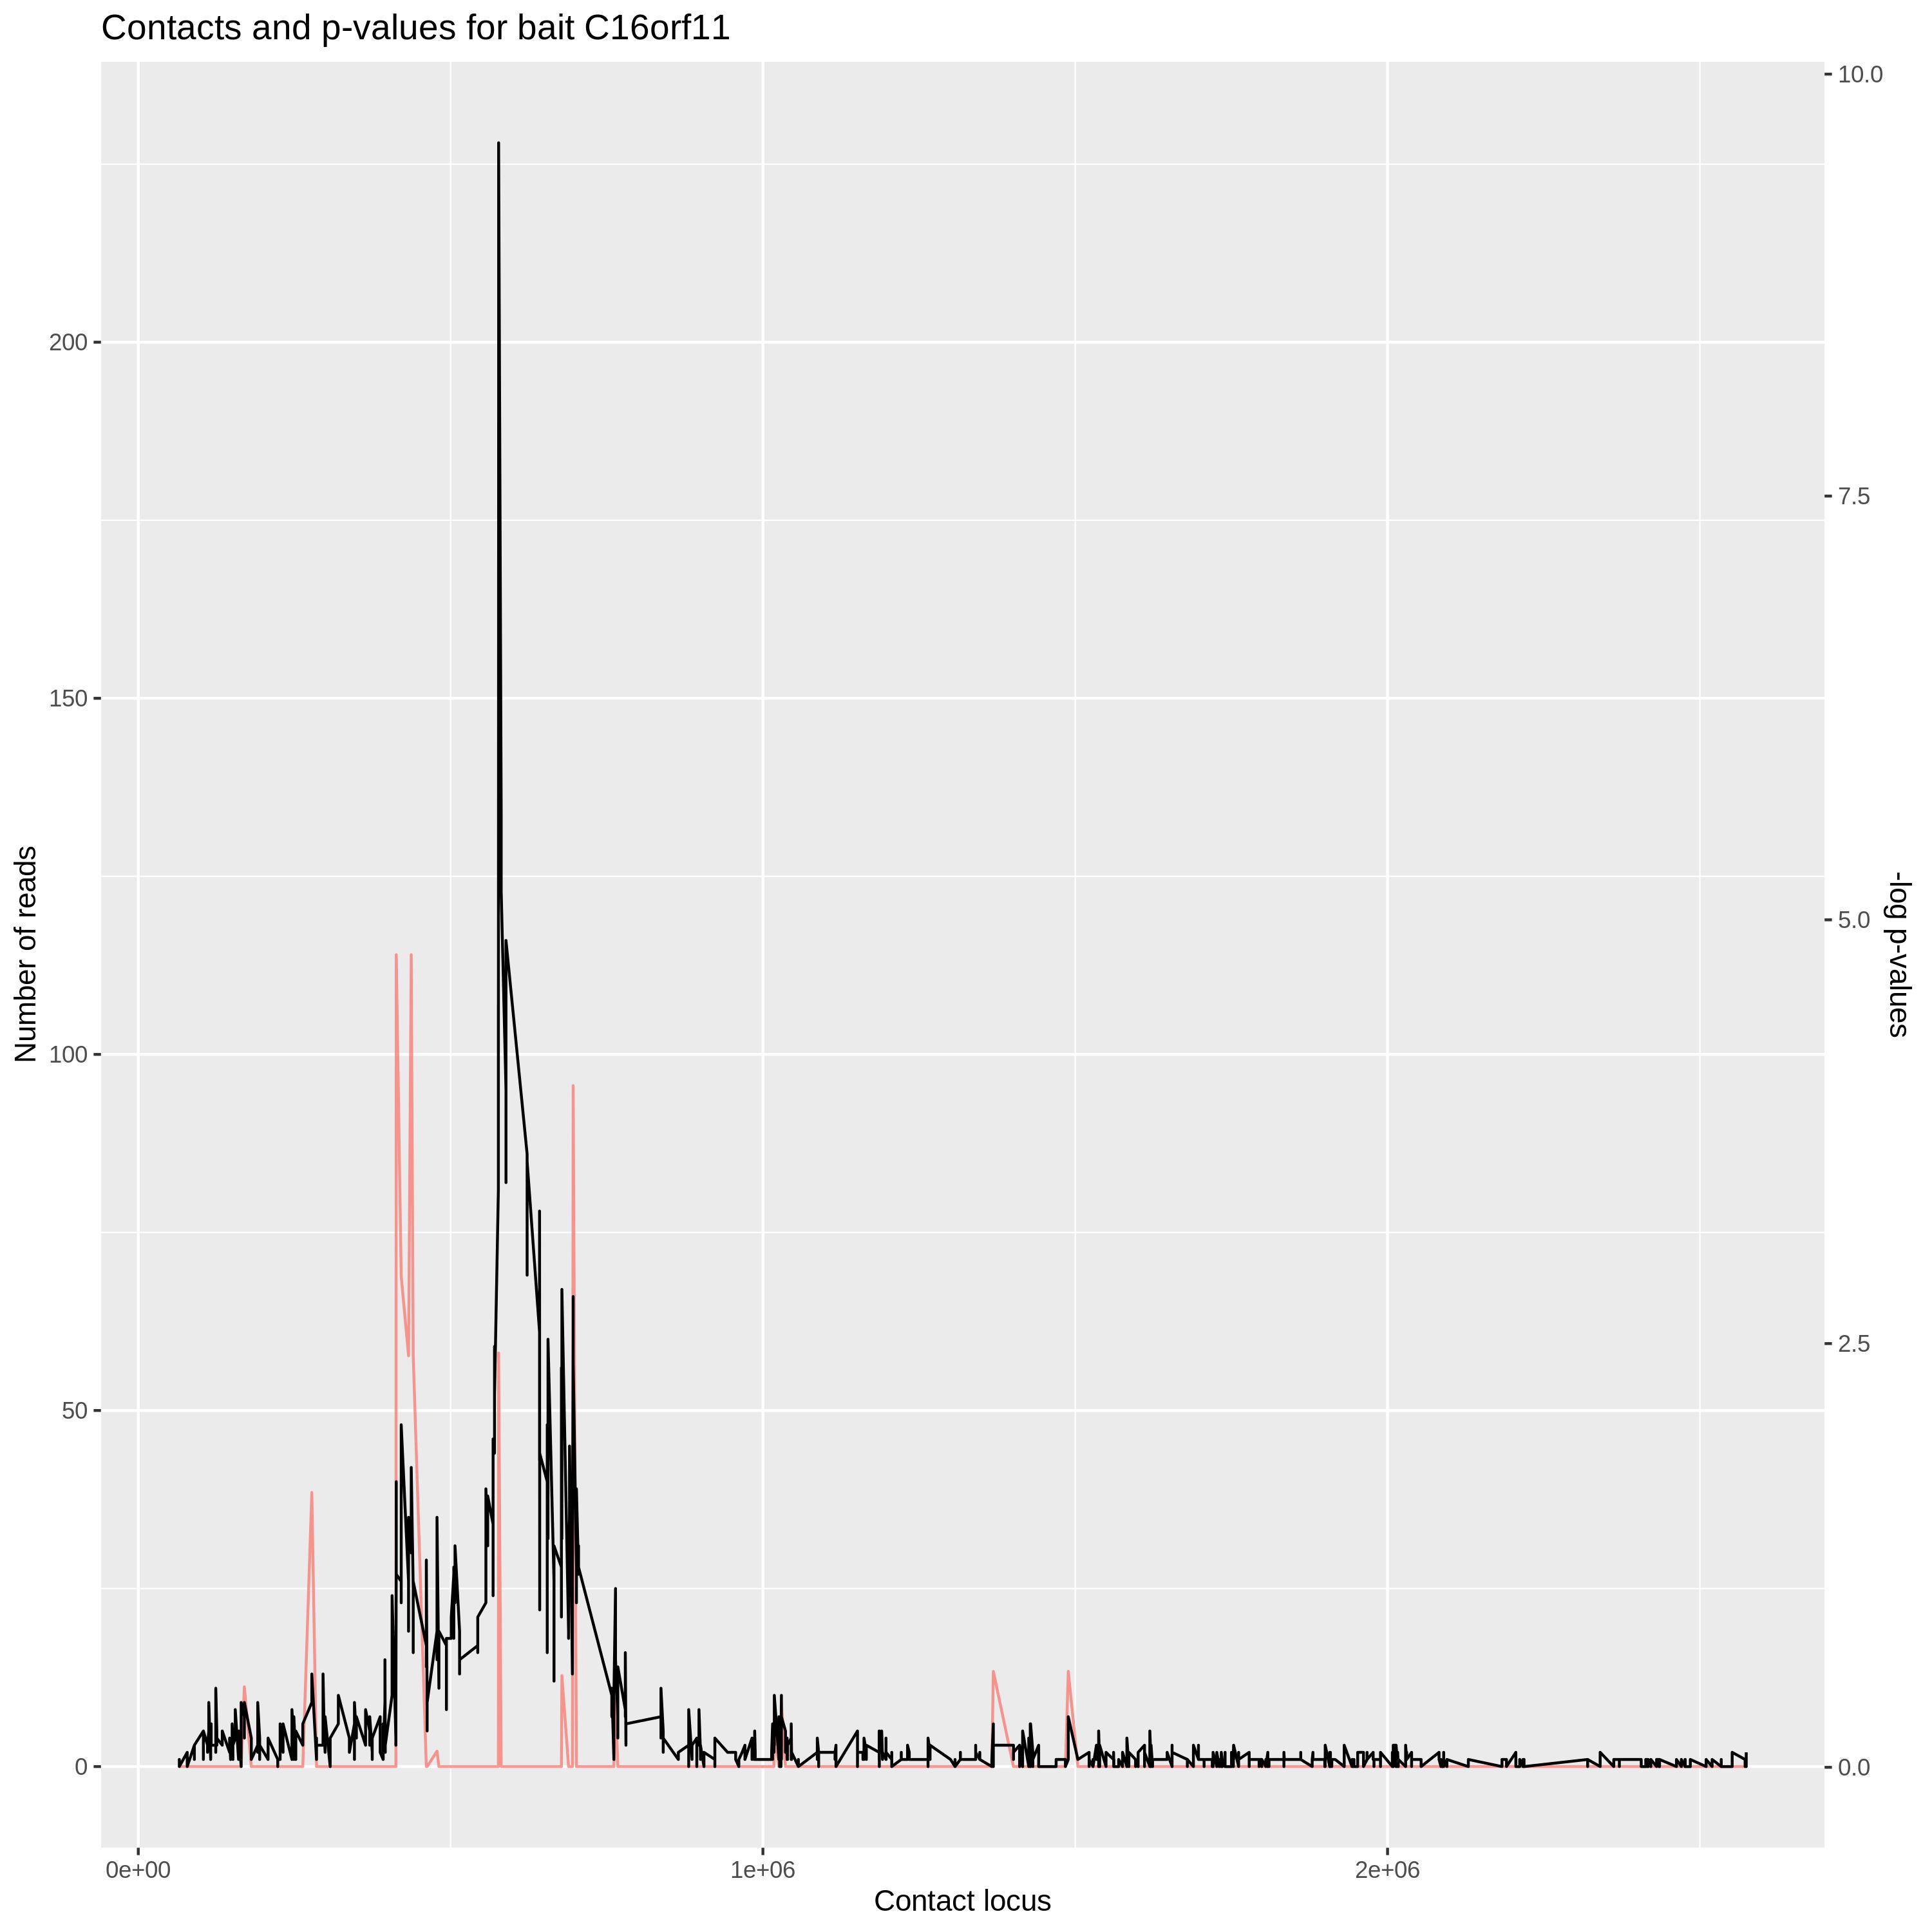 Contacts and p-values for bait C16orf11
Number of reads
200
150
100
50
0
10.0
7.5
5.0
2.5
0.0
-log p-values
0e+00
1e+06
2e+06
Contact locus